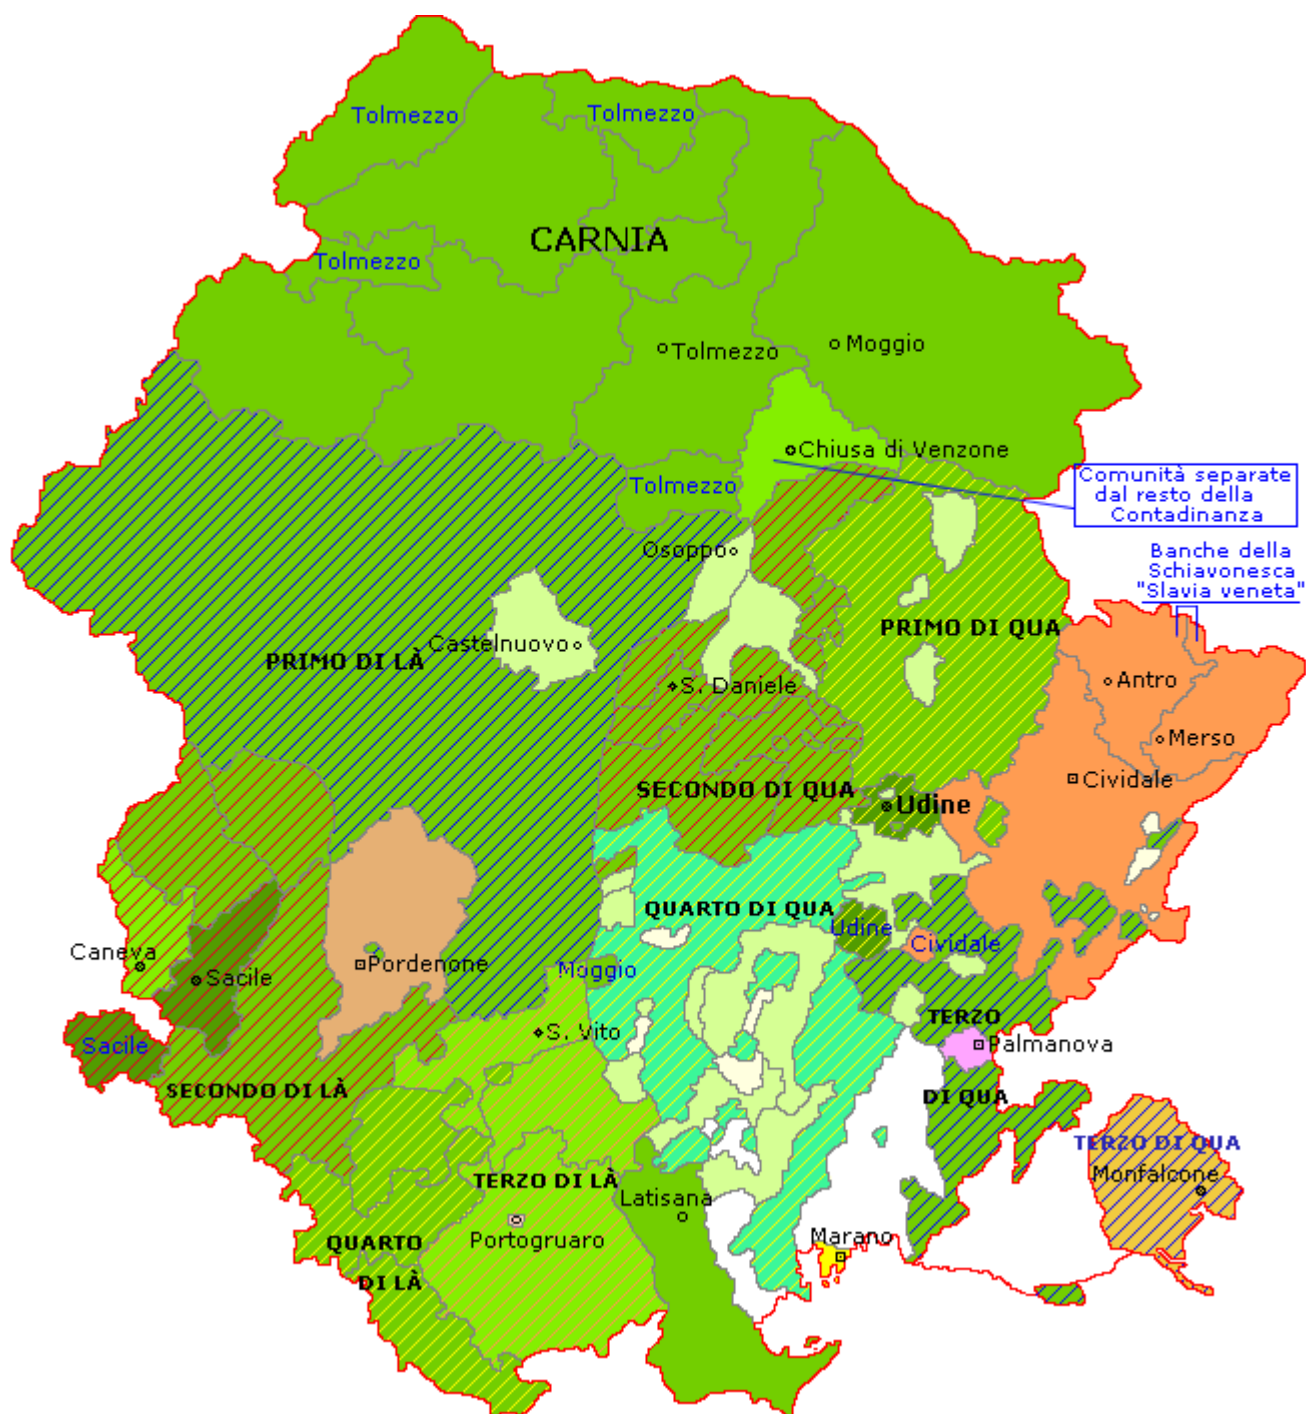 Tolmezzo
Tolmezzo
CARNIA
Tolmezzo
Tolmezzo
Moggio
Chiusa di Venzone
Comunità separate
dal resto della
Contadinanza
Tolmezzo
Osoppo
Banche della
Schiavonesca
"Slavia veneta"
PRIMO DI QUA
Castelnuovo
PRIMO DI LÀ
S. Daniele
Antro
Merso
Cividale
SECONDO DI QUA
Udine
QUARTO DI QUA
Udine
Cividale
Caneva
Sacile
Pordenone
Moggio
TERZO
S. Vito
Palmanova
Sacile
SECONDO DI LÀ
DI QUA
TERZO DI QUA
Monfalcone
TERZO DI LÀ
Latisana
Portogruaro
Marano
QUARTO
DI LÀ